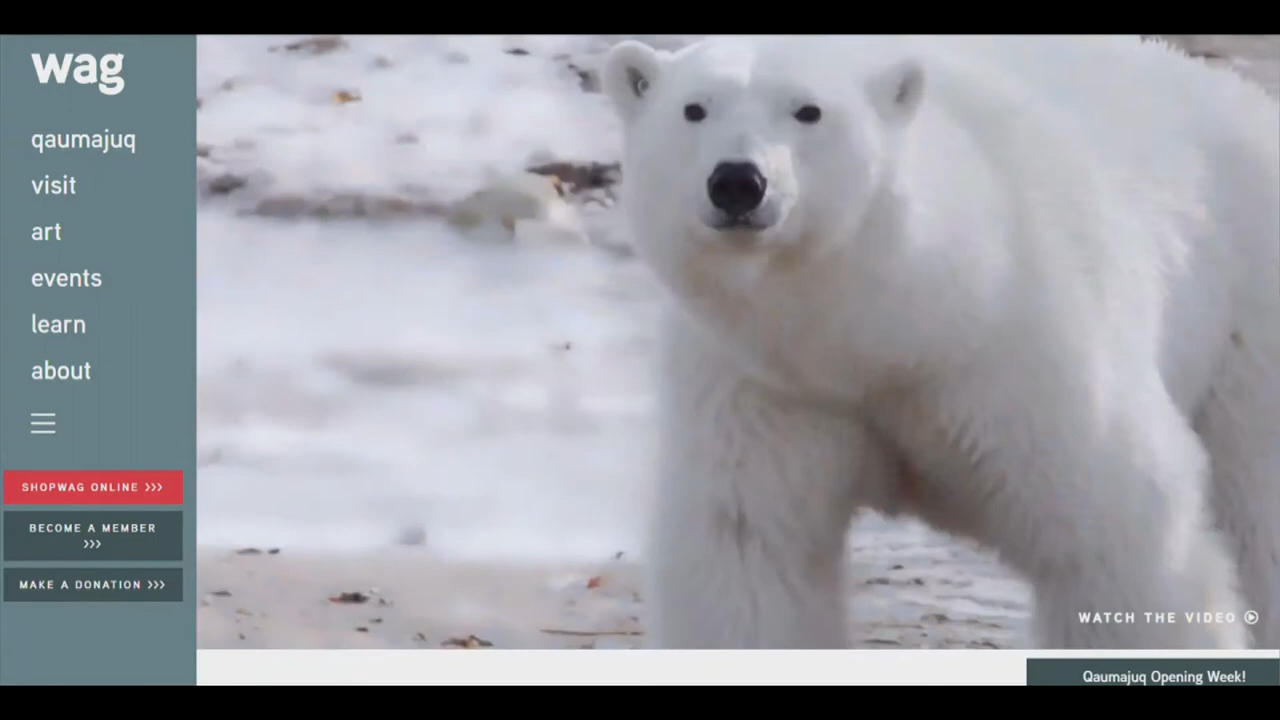 wag
qaumajuq
visit
art
events
learn
about
SHOPWAG ONLINE >>>
BECOME A MEMBER
>>>
MAKE A DONATION >>>
WATCH THE VIDEO
Qaumajuq Opening Week!